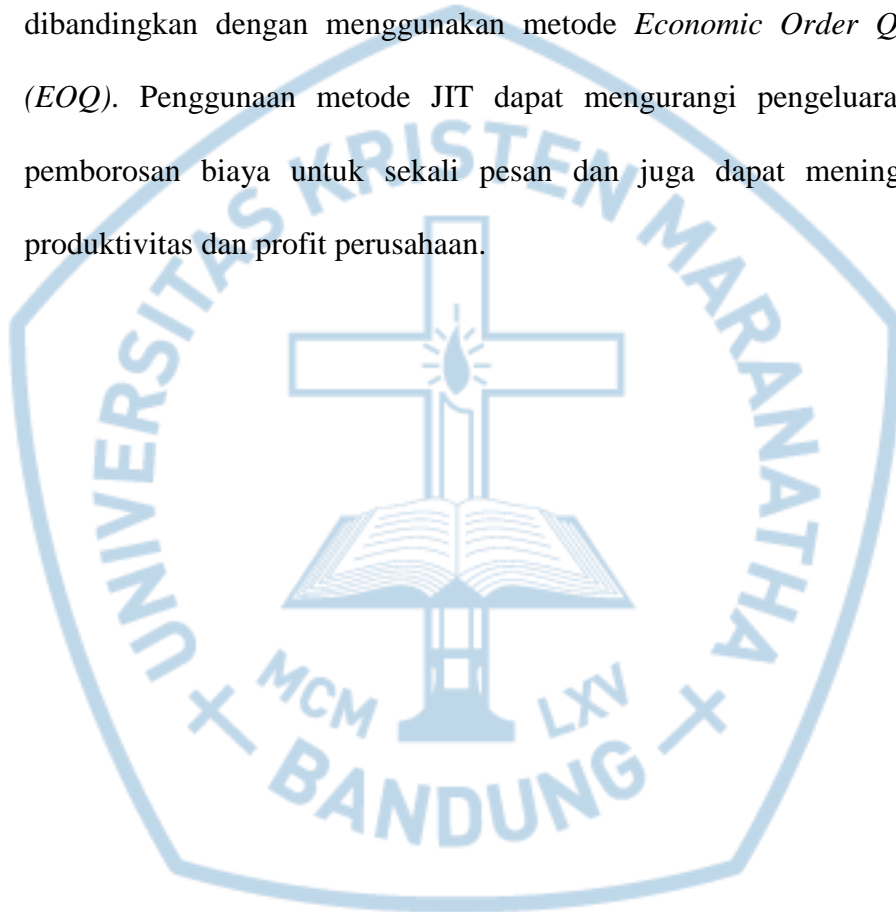 dibandingkan dengan menggunakan metode Economic Order Q
(EOQ). Penggunaan metode JIT dapat mengurangi pengeluara
pemborosan biaya untuk sekali pesan dan juga dapat mening
produktivitas dan profit perusahaan.
UNIVERSITAS KRISTEN MARANATHA
MCM LXV
BANDUNG